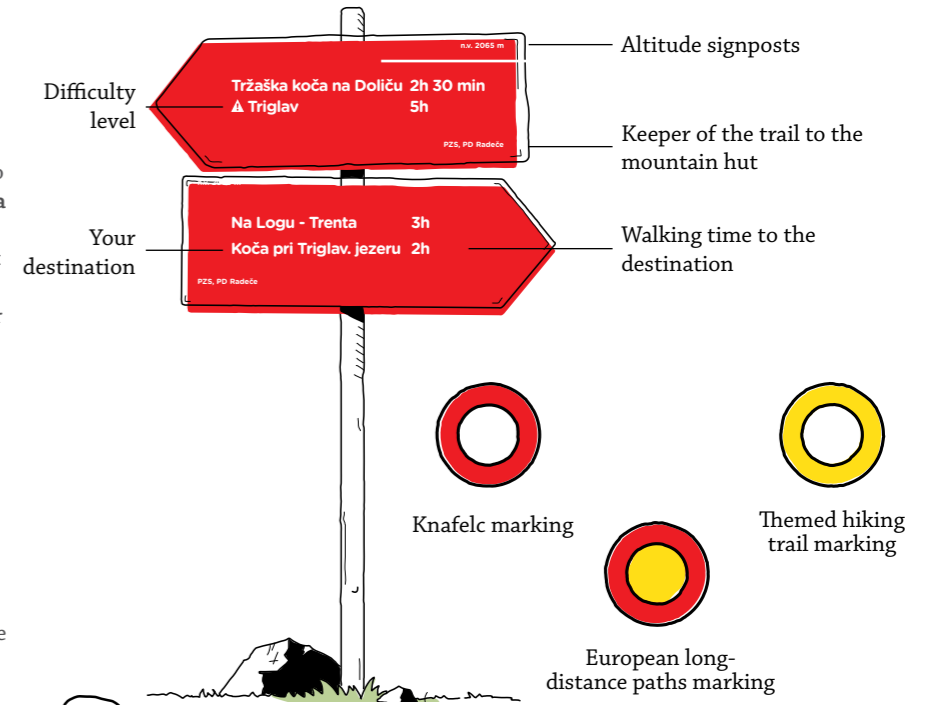 n.v. 2065 m
Altitude signposts
Difficulty
level
Tržaška koča na Doliču 2h 30 min
Triglav 5h
PZS, PD Radeče
Keeper of the trail to the
mountain hut
Your
destination
Na Logu - Trenta 3h
Koča pri Triglav. jezeru 2h
PZS, PD Radeče
Walking time to the
destination
Knafelc marking
Themed hiking
trail marking
European long-
distance paths marking